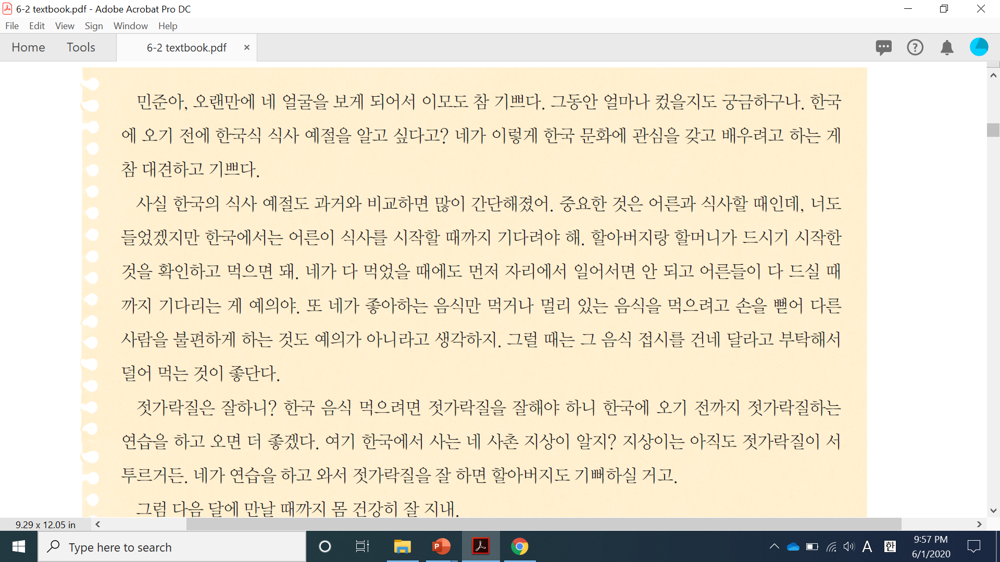 6-2 textbook.pdf - Adobe Acrobat Pro DC
File Edit View Sign Window Help
Home Tools 6-2 textbook.pdf ×
민준아, 오랜만에 네 얼굴을 보게 되어서 이모도 참 기쁘다. 그동안 얼마나 컸을지도 궁금하구나. 한국
에 오기 전에 한국식 식사 예절을 알고 싶다고? 네가 이렇게 한국 문화에 관심을 갖고 배우려고 하는 게
참 대견하고 기쁘다.
사실 한국의 식사 예절도 과거와 비교하면 많이 간단해졌어. 중요한 것은 어른과 식사할 때인데, 너도
들었겠지만 한국에서는 어른이 식사를 시작할 때까지 기다려야 해. 할아버지랑 할머니가 드시기 시작한
것을 확인하고 먹으면 돼. 네가 다 먹었을 때에도 먼저 자리에서 일어서면 안 되고 어른들이 다 드실 때
까지 기다리는 게 예의야. 또 네가 좋아하는 음식만 먹거나 멀리 있는 음식을 먹으려고 손을 뻗어 다른
사람을 불편하게 하는 것도 예의가 아니라고 생각하지. 그럴 때는 그 음식 접시를 건네 달라고 부탁해서
덜어 먹는 것이 좋단다.
젓가락질은 잘하니? 한국 음식 먹으려면 젓가락질을 잘해야 하니 한국에 오기 전까지 젓가락질하는
연습을 하고 오면 더 좋겠다. 여기 한국에서 사는 네 사촌 지상이 알지? 지상이는 아직도 젓가락질이 서
투르거든. 네가 연습을 하고 와서 젓가락질을 잘 하면 할아버지도 기뻐하실 거고.
그럼 다음 달에 만날 때까지 몸 건강히 잘 지내.
9.29 x 12.05 in
Type here to search
P
A 한
9:57 PM
6/1/2020